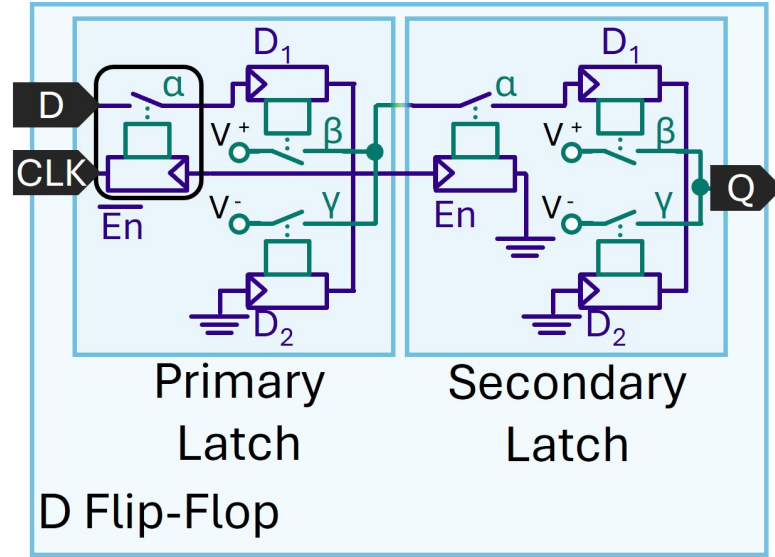 D
CLK
α
En
D₁
V⁺
β
V⁻
γ
D₂
α
En
D₁
V⁺
β
V⁻
γ
D₂
Q
Primary
Latch
Secondary
Latch
D Flip-Flop